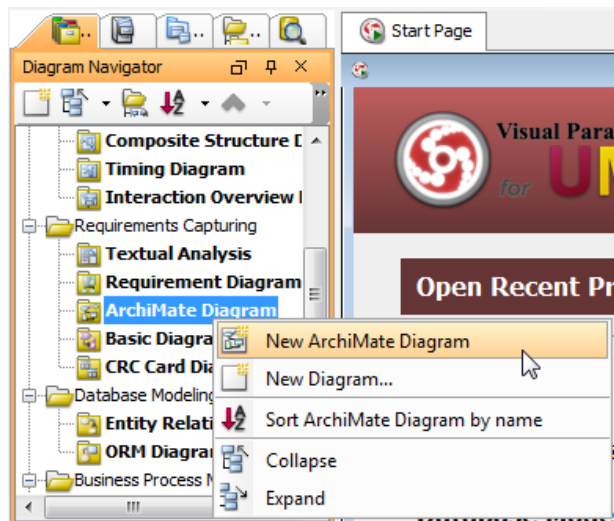 Start Page
Diagram Navigator
Composite Structure
Timing Diagram
Interaction Overview
Requirements Capturing
Textual Analysis
Requirement Diagram
ArchiMate Diagram
Basic Diagra
CRC Card Dia
Database Modeling
Entity Relati
ORM Diagra
Business Process
Visual Para
for UM
Open Recent Pr
New ArchiMate Diagram
New Diagram...
Sort ArchiMate Diagram by name
Collapse
Expand